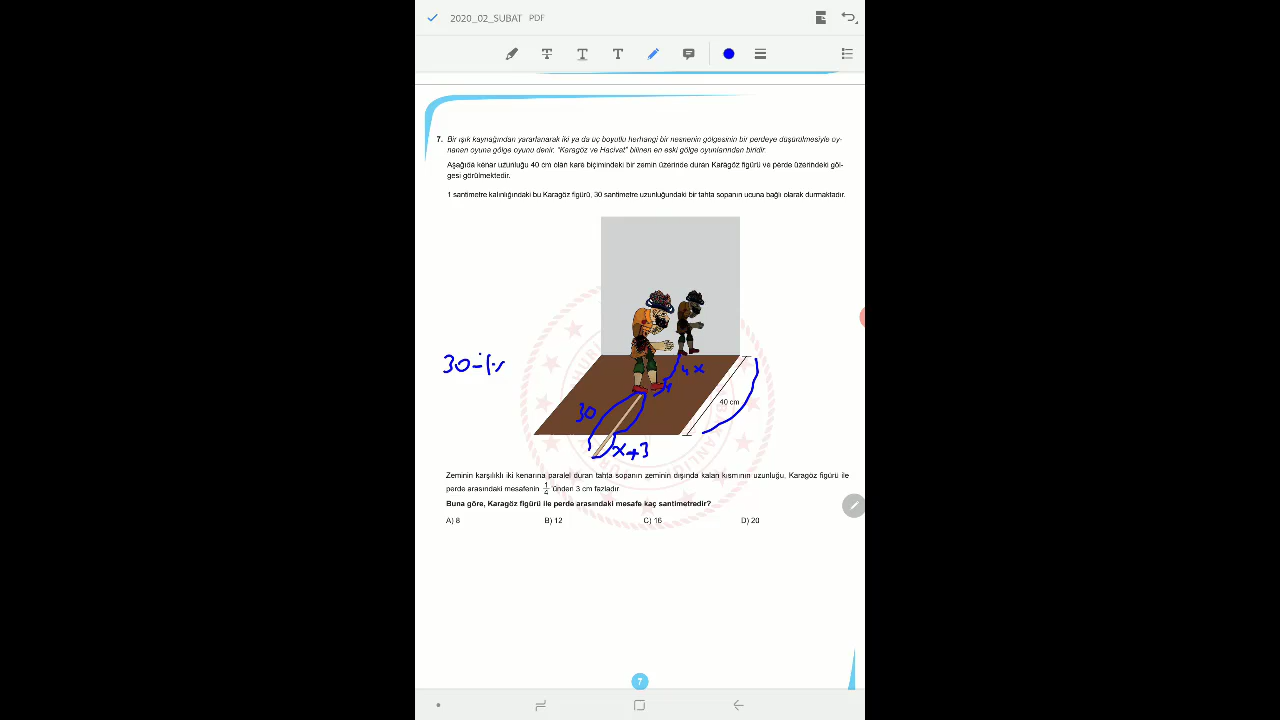 2020_02_SUBAT PDF
7. Bir ışık kaynağından yararlanarak iki ya da üç boyutlu herhangi bir nesnenin gölgesinin bir perdeye düşürülmesiyle oy-
nanan oyuna gölge oyunu denir. "Karagöz ve Hacivat" bilinen en eski gölge oyunlarından biridir.
Aşağıda kenar uzunluğu 40 cm olan kare biçimindeki bir zemin üzerinde duran Karagöz figürü ve perde üzerindeki göl-
gesi görülmektedir.
1 santimetre kalınlığındaki bu Karagöz figürü, 30 santimetre uzunluğundaki bir tahta sopanın ucuna bağlı olarak durmaktadır.
30-(x
4x
40 cm
30
x+3
Zeminin karşılıklı iki kenarına paralel duran tahta sopanın zeminin dışında kalan kısmının uzunluğu, Karagöz figürü ile
perde arasındaki mesafenin 1/4 ünden 3 cm fazladır.
Buna göre, Karagöz figürü ile perde arasındaki mesafe kaç santimetredir?
A) 8 B) 12 C) 16 D) 20
7